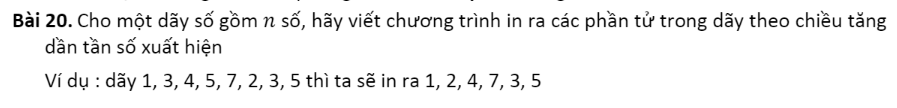 Bài 20. Cho một dãy số gồm n số, hãy viết chương trình in ra các phần tử trong dãy theo chiều tăng
dần tần số xuất hiện
Ví dụ : dãy 1, 3, 4, 5, 7, 2, 3, 5 thì ta sẽ in ra 1, 2, 4, 7, 3, 5